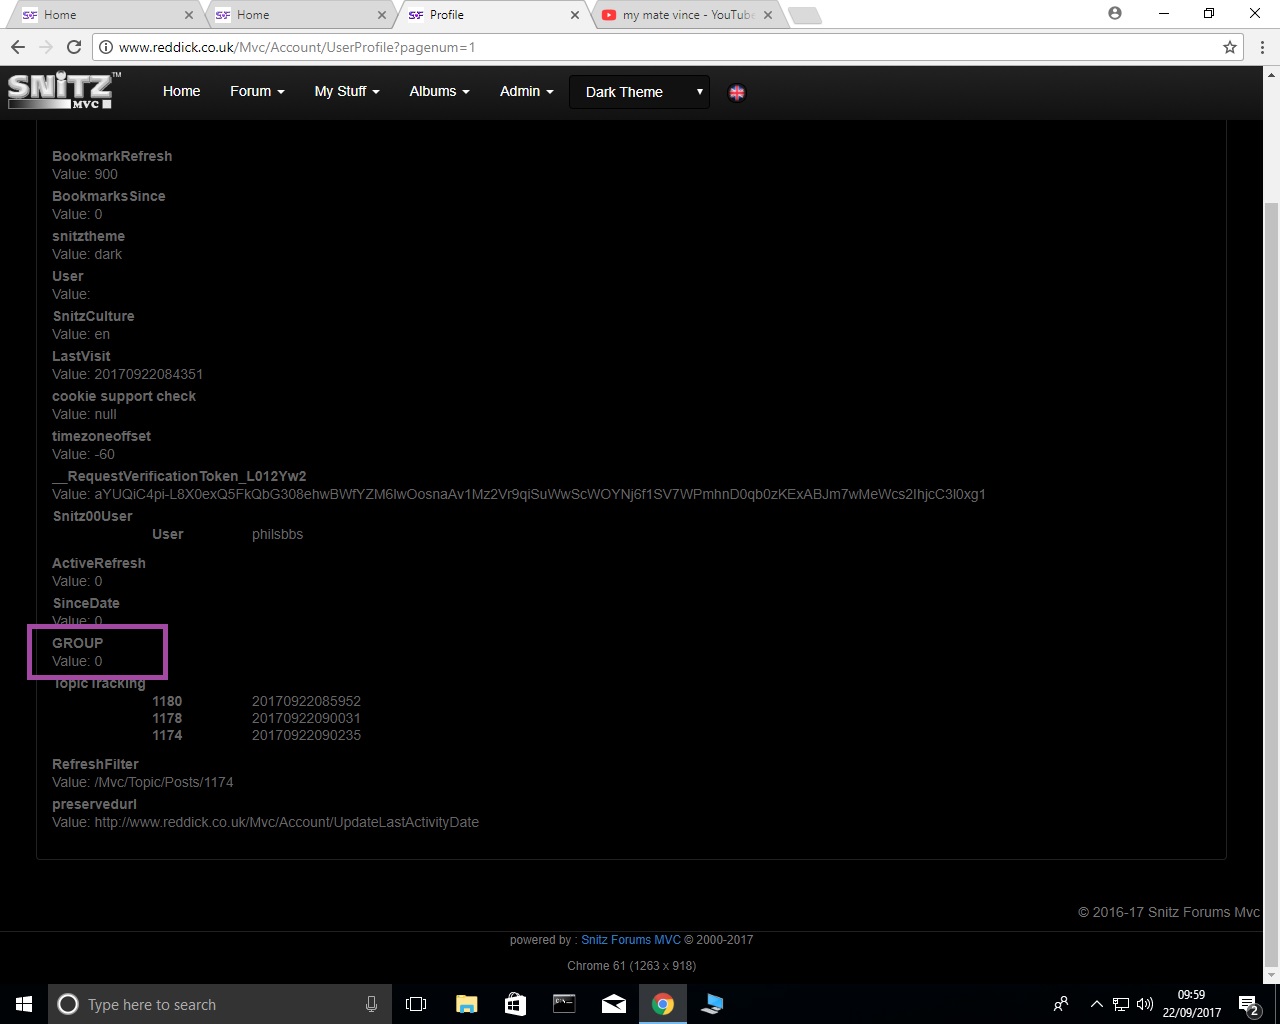 Home
Home
Profile
my mate vince - YouTube
www.reddick.co.uk/Mvc/Account/UserProfile?pagenum=1
SNiTZ™
MVC
Home
Forum
My Stuff
Albums
Admin
Dark Theme
BookmarkRefresh
Value: 900
BookmarksSince
Value: 0
snitztheme
Value: dark
User
Value:
SnitzCulture
Value: en
LastVisit
Value: 20170922084351
cookie support check
Value: null
timezoneoffset
Value: -60
__RequestVerificationToken_L012Yw2
Value: aYUQiC4pi-L8X0exQ5FkQbG308ehwBWfYZM6lwOosnaAv1Mz2Vr9qiSuWwScWOYNj6f1SV7WPmhnD0qb0zKExABJm7wMeWcs2IhjcC3l0xg1
Snitz00User
User philsbbs
ActiveRefresh
Value: 0
SinceDate
Value: 0
GROUP
Value: 0
TopicTracking
1180 20170922085952
1178 20170922090031
1174 20170922090235
RefreshFilter
Value: /Mvc/Topic/Posts/1174
preservedurl
Value: http://www.reddick.co.uk/Mvc/Account/UpdateLastActivityDate
© 2016-17 Snitz Forums Mvc
powered by : Snitz Forums MVC © 2000-2017
Chrome 61 (1263 x 918)
Type here to search
09:59
22/09/2017
2